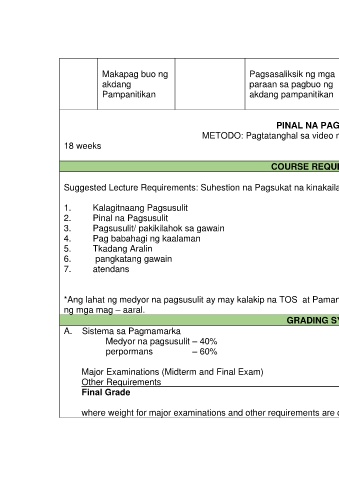 Makapag buo ng
akdang
Pampanitikan
Pagsasaliksik ng mga
paraan sa pagbuo ng
akdang pampanitikan
PINAL NA PAG
METODO: Pagtatanghal sa video
18 weeks
COURSE REQUI
Suggested Lecture Requirements: Suhestion na Pagsukat na kinakaila
1. Kalagitnaang Pagsusulit
2. Pinal na Pagsusulit
3. Pagsusulit/ pakikilahok sa gawain
4. Pag babahagi ng kaalaman
5. Tkadang Aralin
6. pangkatang gawain
7. atendans
*Ang lahat ng medyor na pagsusulit ay may kalakip na TOS at Pamar
ng mga mag – aaral.
GRADING SY
A. Sistema sa Pagmamarka
Medyor na pagsusulit – 40%
perpormans – 60%
Major Examinations (Midterm and Final Exam)
Other Requirements
Final Grade
where weight for major examinations and other requirements are